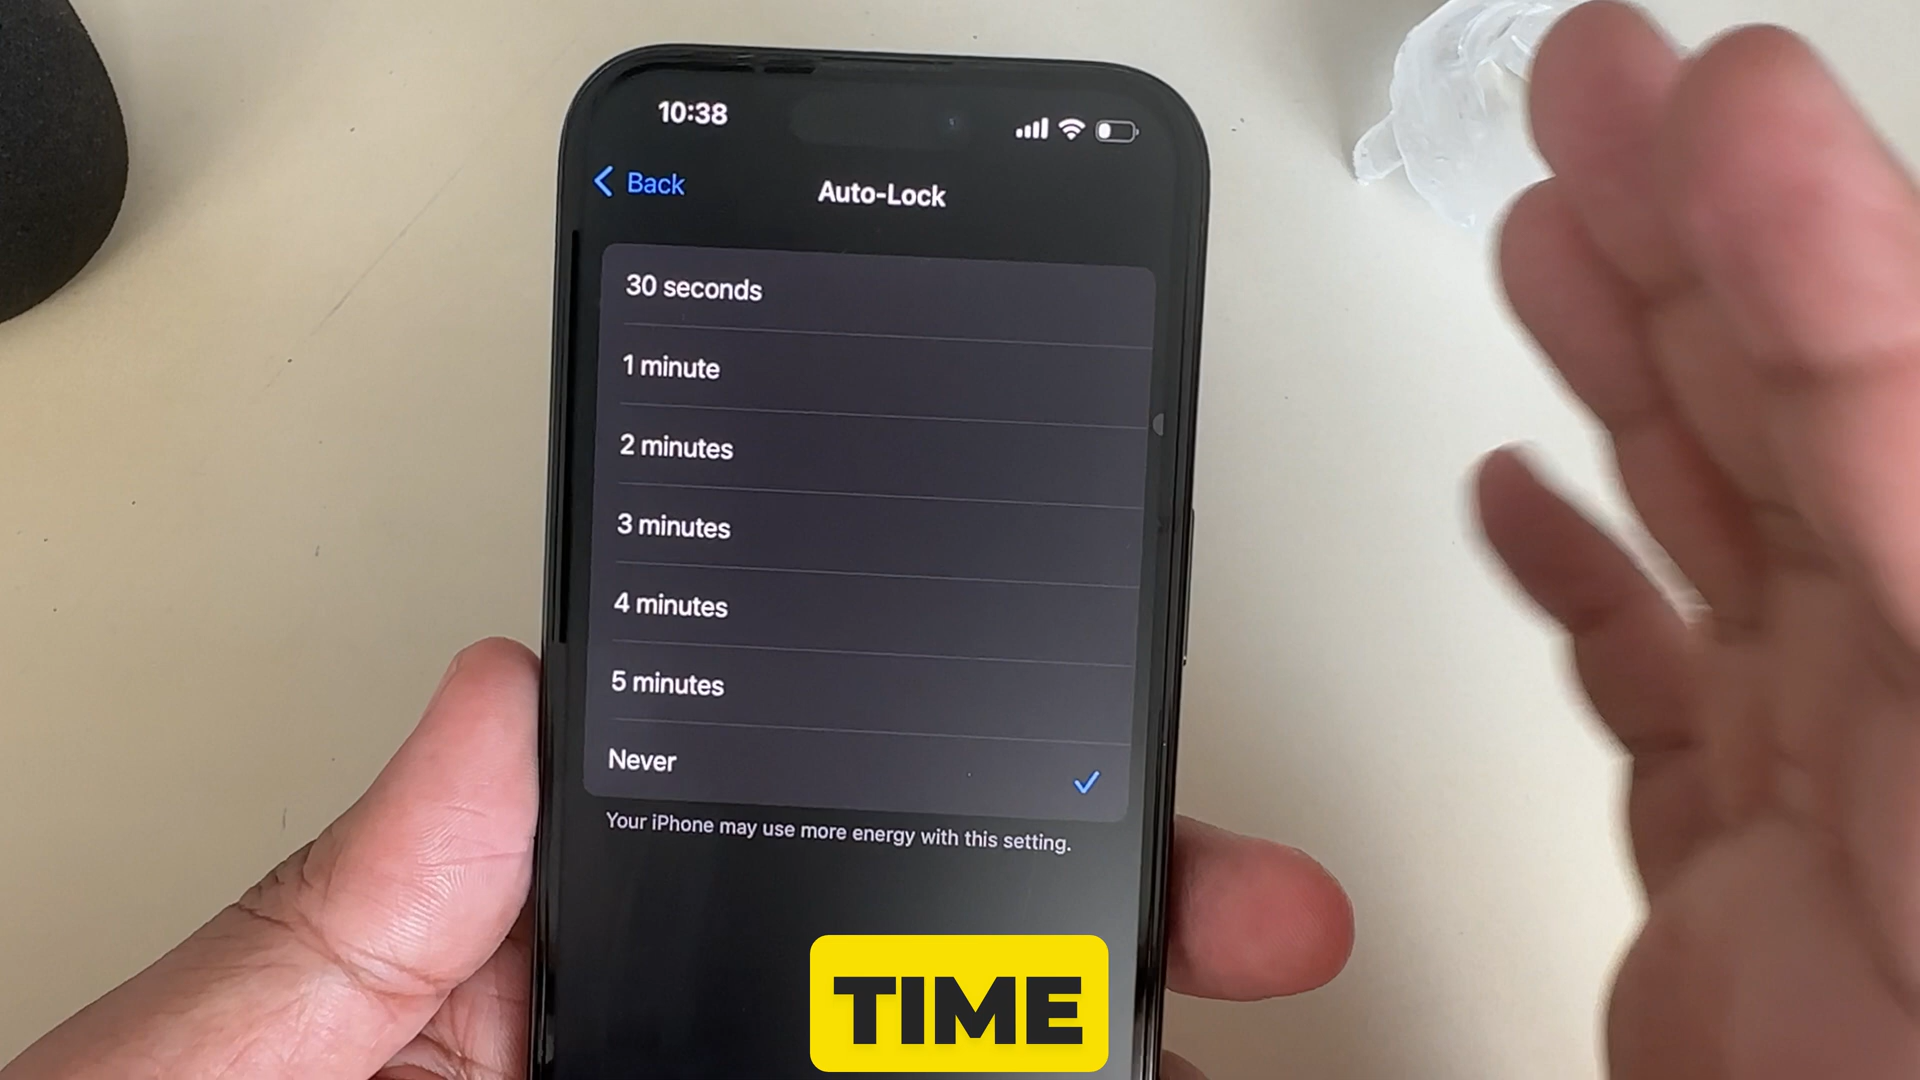 10:38
Back
Auto-Lock
30 seconds
1 minute
2 minutes
3 minutes
4 minutes
5 minutes
Never
Your iPhone may use more energy with this setting.
TIME